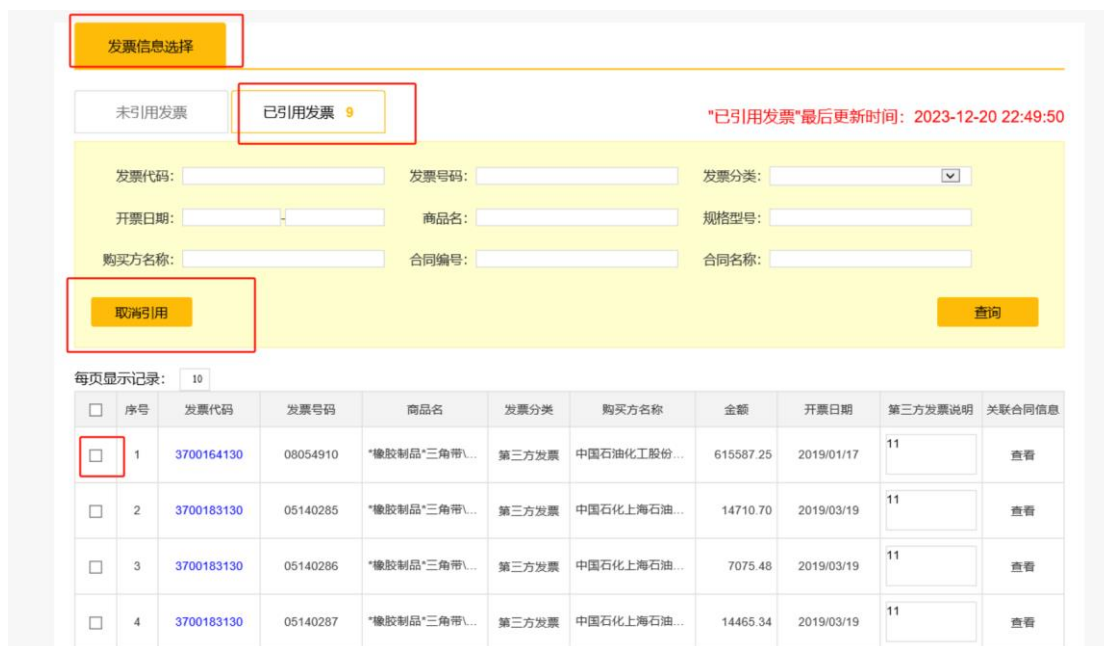 发票信息选择
未引用发票 已引用发票 9 "已引用发票"最后更新时间：2023-12-20 22:49:50
发票代码： 发票号码： 发票分类：
开票日期： - 商品名： 规格型号：
购买方名称： 合同编号： 合同名称：
取消引用 查询
每页显示记录： 10
序号 发票代码 发票号码 商品名 发票分类 购买方名称 金额 开票日期 第三方发票说明 关联合同信息
1 3700164130 08054910 *橡胶制品*三角带\... 第三方发票 中国石油化工股份... 615587.25 2019/01/17 11 查看
2 3700183130 05140285 *橡胶制品*三角带\... 第三方发票 中国石化上海石油... 14710.70 2019/03/19 11 查看
3 3700183130 05140286 *橡胶制品*三角带\... 第三方发票 中国石化上海石油... 7075.48 2019/03/19 11 查看
4 3700183130 05140287 *橡胶制品*三角带\... 第三方发票 中国石化上海石油... 14465.34 2019/03/19 11 查看